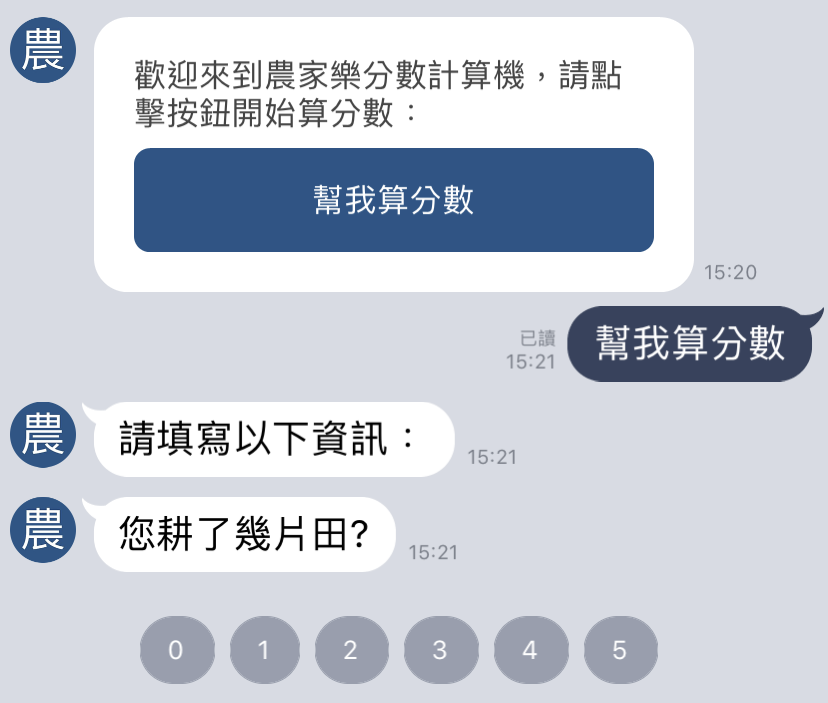 農
歡迎來到農家樂分數計算機，請點
擊按鈕開始算分數：
幫我算分數
15:20
已讀
15:21
幫我算分數
農
請填寫以下資訊：
15:21
農
您耕了幾片田?
15:21
0 1 2 3 4 5